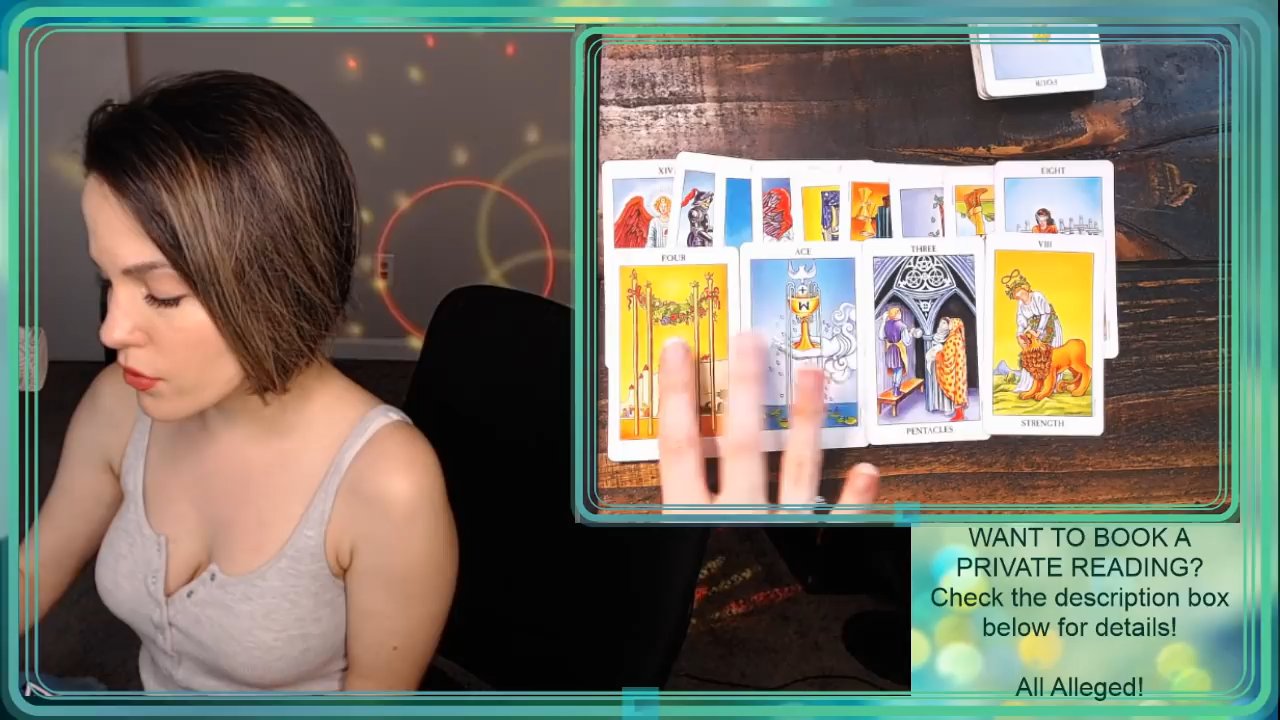 FOUR
XIV
EIGHT
FOUR
ACE
THREE
VIII
PENTACLES
STRENGTH
WANT TO BOOK A
PRIVATE READING?
Check the description box
below for details!
All Alleged!